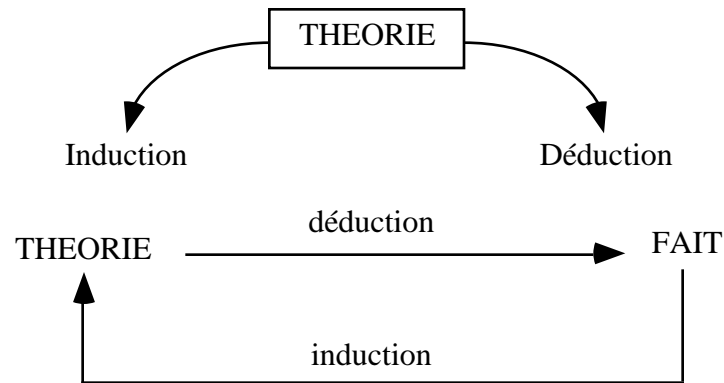 THEORIE
Induction Déduction
déduction
THEORIE FAIT
induction